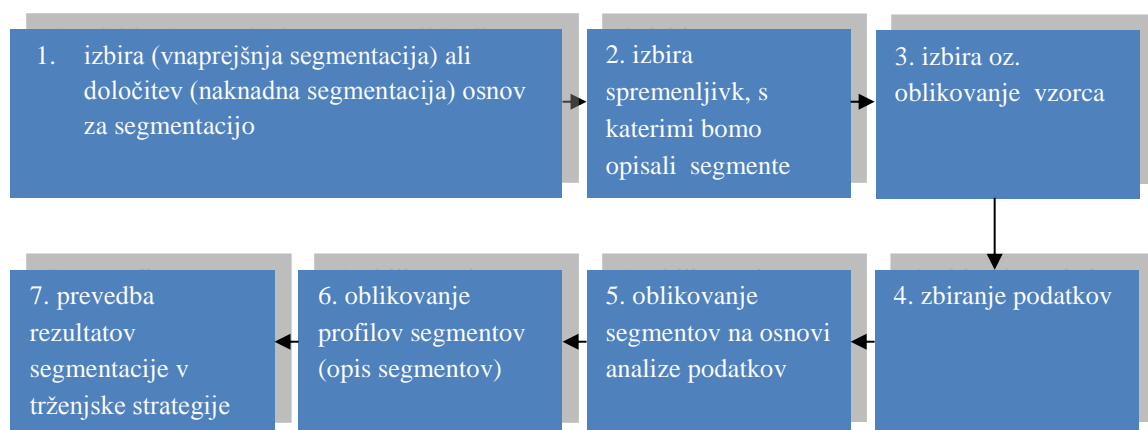 1. izbira (vnaprejšnja segmentacija) ali
določitev (naknadna segmentacija) osnov
za segmentacijo
2. izbira
spremenljivk, s
katerimi bomo
opisali segmente
3. izbira oz.
oblikovanje vzorca
4. zbiranje podatkov
5. oblikovanje
segmentov na osnovi
analize podatkov
6. oblikovanje
profilov segmentov
(opis segmentov)
7. prevedba
rezultatov
segmentacije v
trženjske strategije